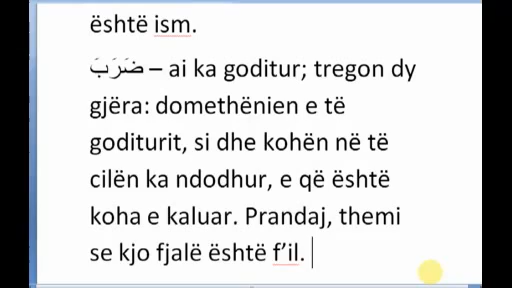 është ism.
ضَرَبَ – ai ka goditur; tregon dy
gjëra: domethënien e të
goditurit, si dhe kohën në të
cilën ka ndodhur, e që është
koha e kaluar. Prandaj, themi
se kjo fjalë është f’il.